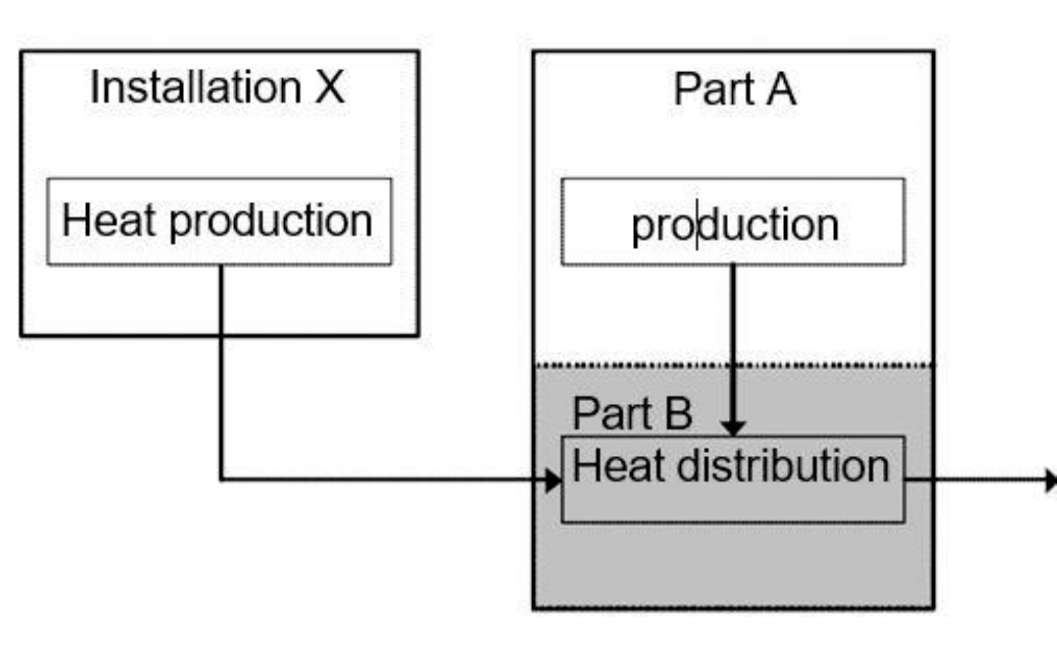 Installation X
Heat production
Part A
production
Part B
Heat distribution